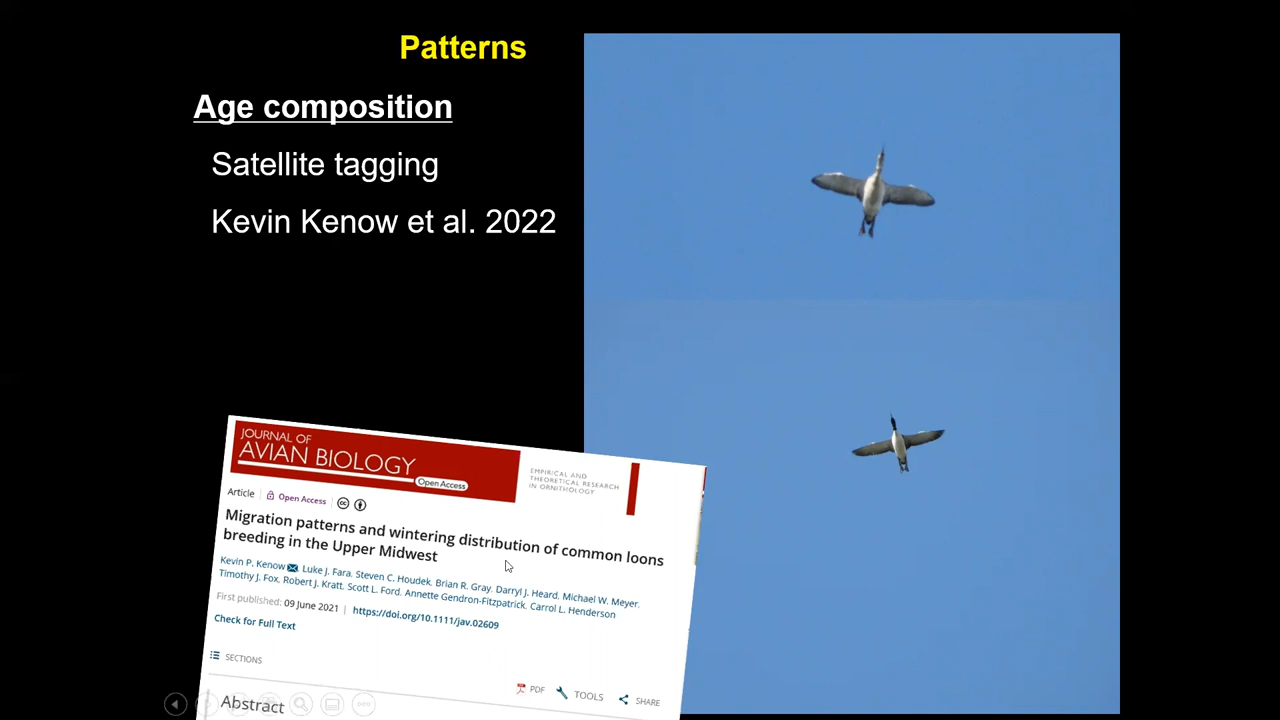 Patterns
Age composition
Satellite tagging
Kevin Kenow et al. 2022
JOURNAL OF
AVIAN BIOLOGY
Open Access
EMPIRICAL AND
THEORETICAL RESEARCH
IN ORNITHOLOGY
Article
Open Access
Migration patterns and wintering distribution of common loons
breeding in the Upper Midwest
Kevin P. Kenow, Luke J. Fara, Steven C. Houdek, Brian R. Gray, Darryl J. Heard, Michael W. Meyer,
Timothy J. Fox, Robert J. Kratt, Scott L. Ford, Annette Gendron-Fitzpatrick, Carrol L. Henderson
First published: 09 June 2021 | https://doi.org/10.1111/jav.02609
Check for Full Text
SECTIONS
PDF
TOOLS
SHARE
Abstract